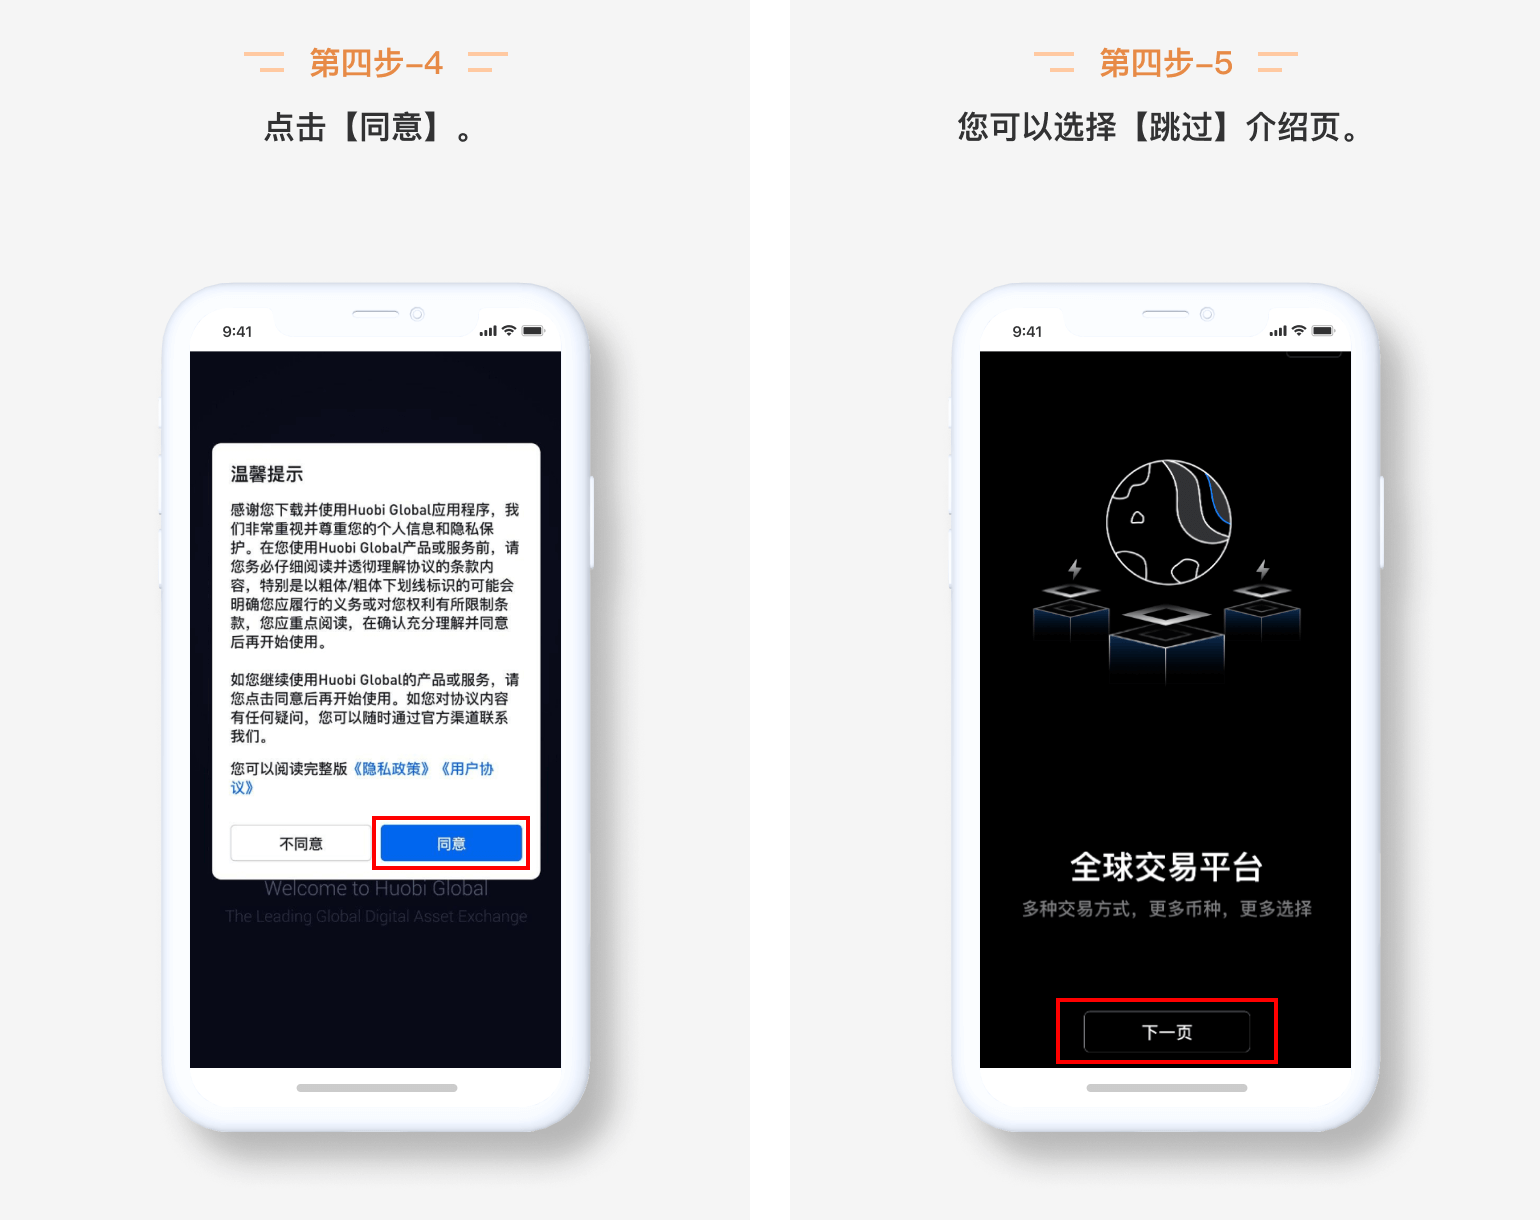 第四步-4
点击【同意】。
9:41
温馨提示
感谢您下载并使用Huobi Global应用程序，我
们非常重视并尊重您的个人信息和隐私保
护。在您使用Huobi Global产品或服务前，请
您务必仔细阅读并透彻理解协议的条款内
容，特别是以粗体/粗体下划线标识的可能会
明确您应履行的义务或对您权利有所限制条
款，您应重点阅读，在确认充分理解并同意
后再开始使用。
如您继续使用Huobi Global的产品或服务，请
您点击同意后再开始使用。如您对协议内容
有任何疑问，您可以随时通过官方渠道联系
我们。
您可以阅读完整版《隐私政策》《用户协
议》
不同意
同意
Welcome to Huobi Global
The Leading Global Digital Asset Exchange
第四步-5
您可以选择【跳过】介绍页。
9:41
全球交易平台
多种交易方式，更多币种，更多选择
下一页